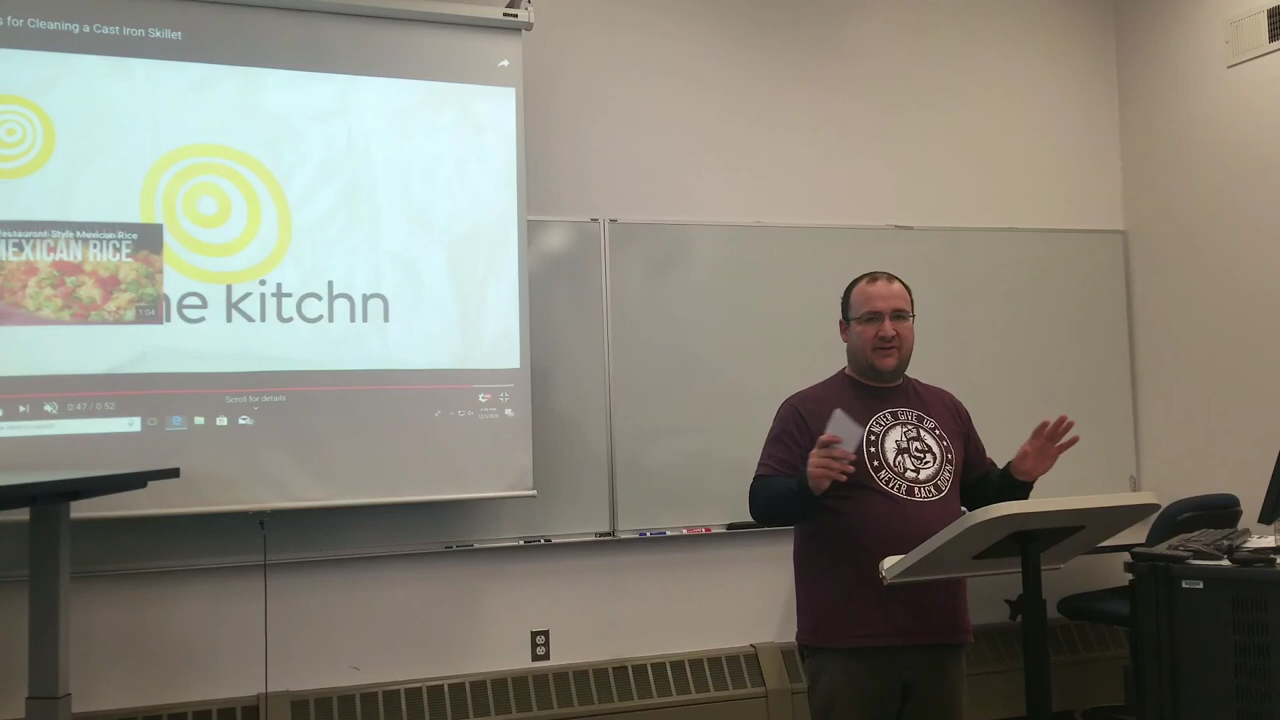 s for Cleaning a Cast Iron Skillet
Restaurant-Style Mexican Rice
MEXICAN RICE
1:04
he kitchn
Scroll for details
0:47 / 0:52
NEVER GIVE UP
NEVER BACK DOWN